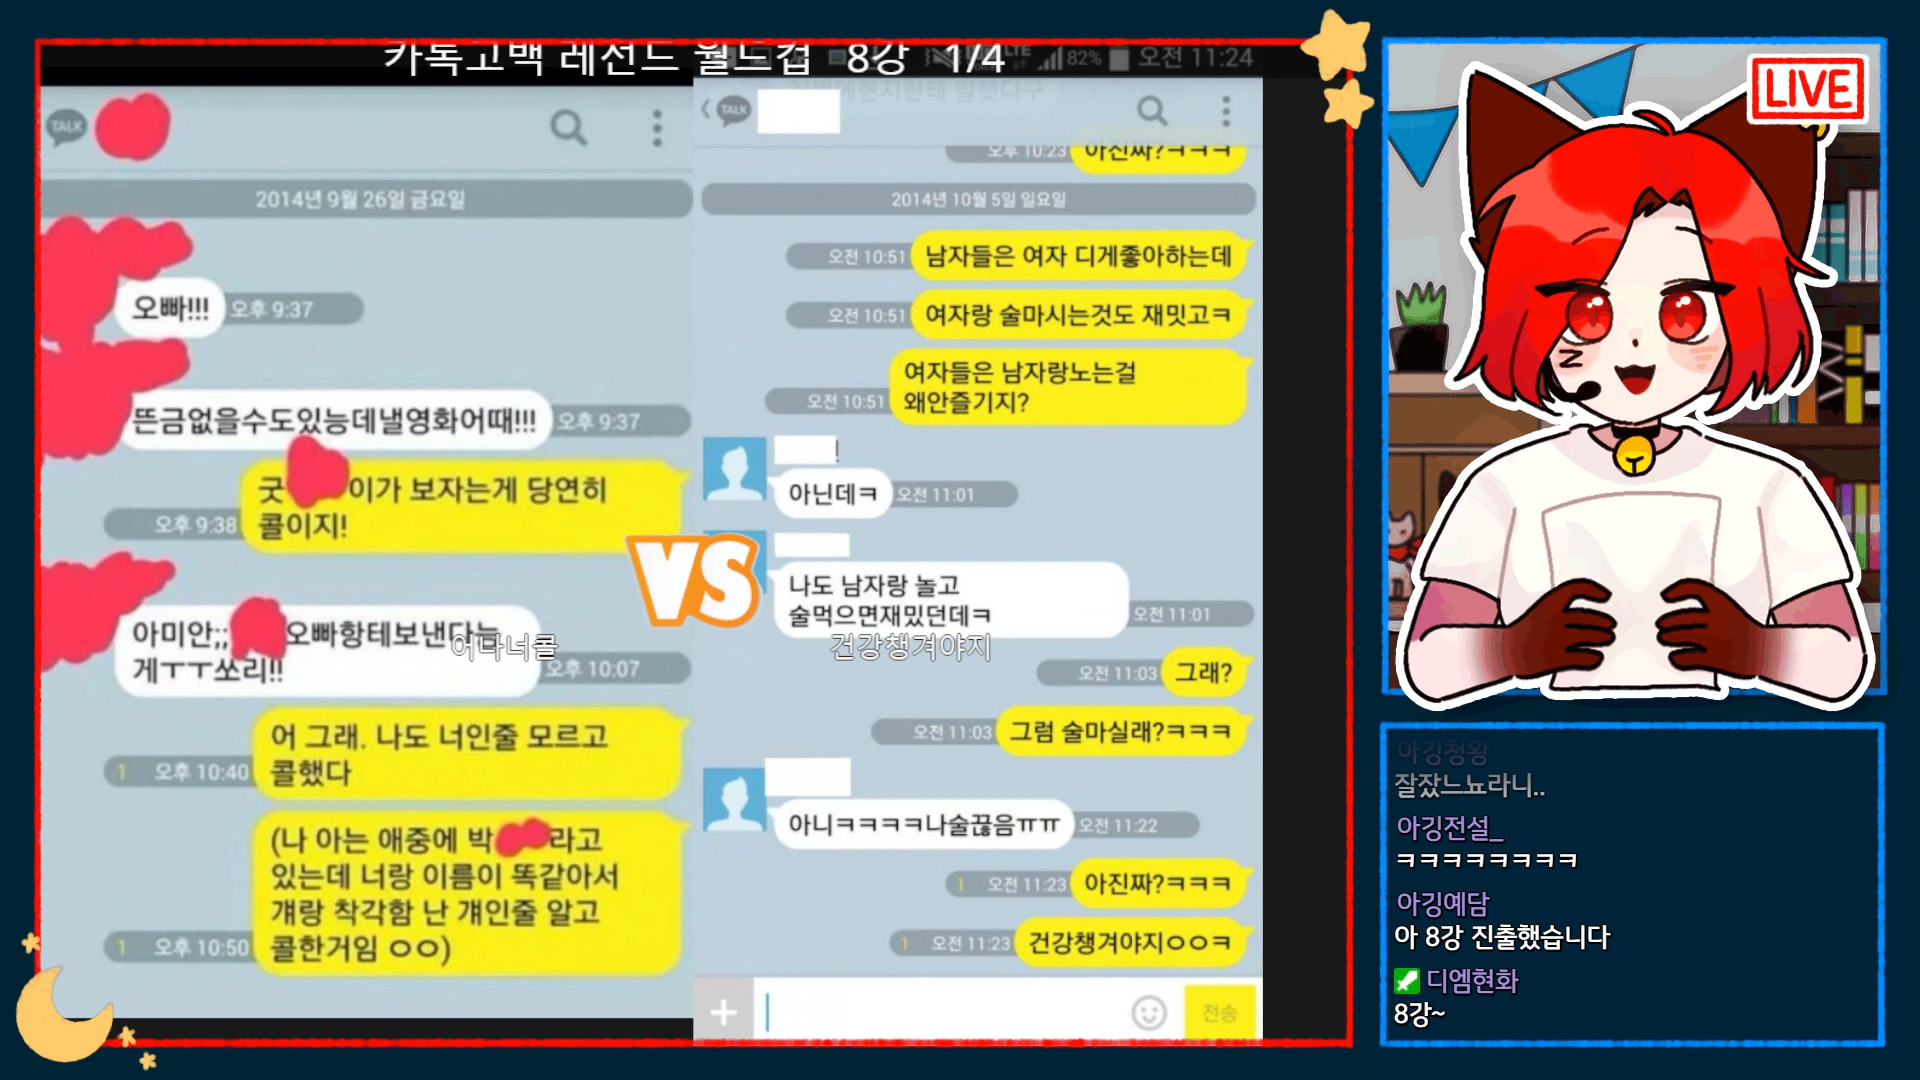 카톡고백 레전드 월드컵 8강 1/4
TALK
2014년 9월 26일 금요일
오빠!!!
오후 9:37
뜬금없을수도있능데낼영화어때!!!
오후 9:37
굿
이가 보자는게 당연히
콜이지!
오후 9:38
아미안;;
오빠항테보낸다는
게ㅜㅜ쏘리!!
오후 10:07
어 그래. 나도 너인줄 모르고
콜했다
1 오후 10:40
(나 아는 애중에 박
라고
있는데 너랑 이름이 똑같아서
걔랑 착각함 난 걔인줄 알고
콜한거임 ㅇㅇ)
1 오후 10:50
어나너콜
VS
LTE
82%
오전 11:24
TALK
오후 10:23
아진짜?ㅋㅋㅋ
2014년 10월 5일 일요일
오전 10:51
남자들은 여자 디게좋아하는데
오전 10:51
여자랑 술마시는것도 재밋고ㅋ
여자들은 남자랑노는걸
왜안즐기지?
오전 10:51
!
아닌데ㅋ
오전 11:01
나도 남자랑 놀고
술먹으면재밌던데ㅋ
오전 11:01
건강챙겨야지
오전 11:03
그래?
오전 11:03
그럼 술마실래?ㅋㅋㅋ
아니ㅋㅋㅋㅋ나술끊음ㅠㅠ
오전 11:22
1 오전 11:23
아진짜?ㅋㅋㅋ
1 오전 11:23
건강챙겨야지ㅇㅇㅋ
전송
LIVE
아깅청왕
잘잤느뇨라니..
아깅전설_
ㅋㅋㅋㅋㅋㅋㅋㅋ
아깅예담
아 8강 진출했습니다
디엠현화
8강~